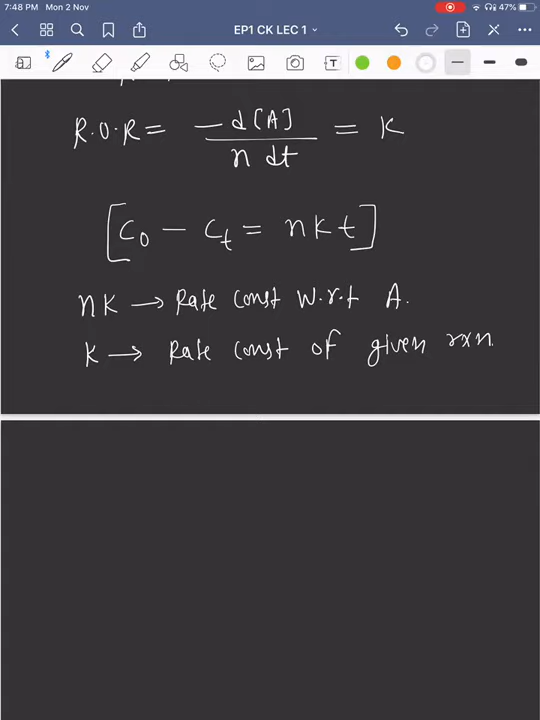 7:48 PM Mon 2 Nov 47%
EP1 CK LEC 1
T
R.O.R = -d[A] / n dt = K
[C₀ - Cₜ = nKt]
nK → Rate const W.r.t A.
K → Rate const of given rxn.